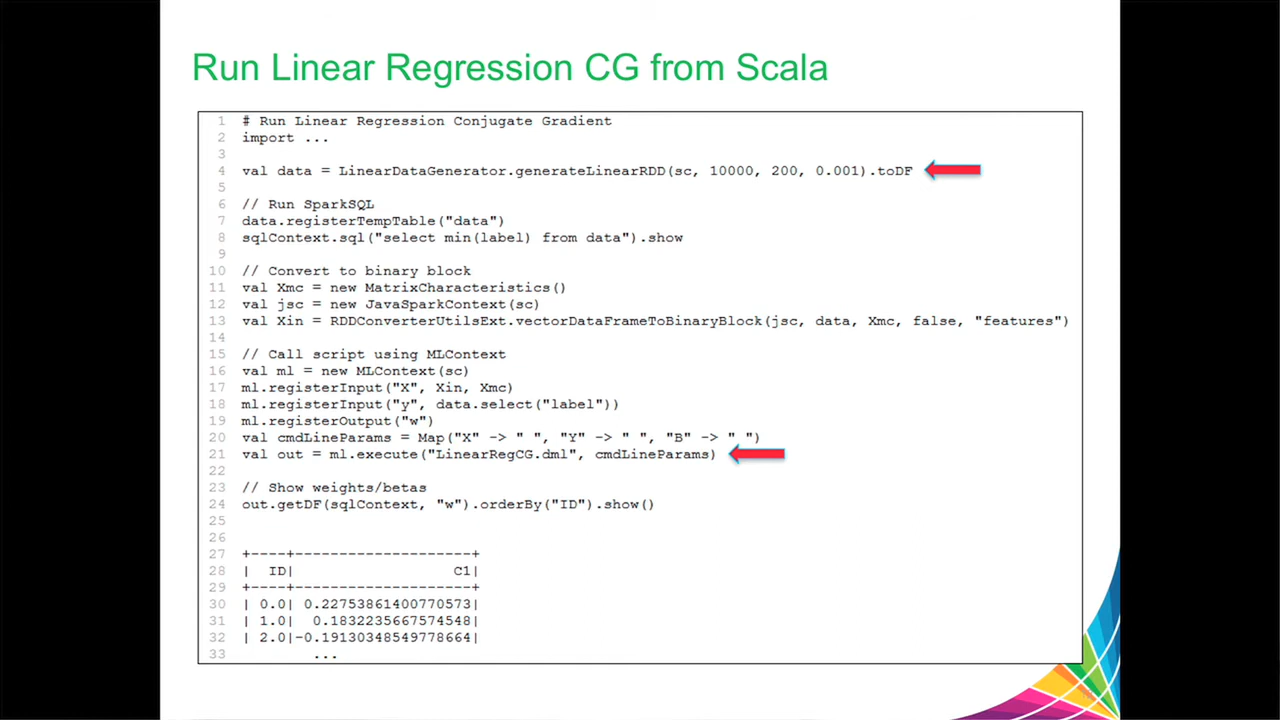 Run Linear Regression CG from Scala
1 # Run Linear Regression Conjugate Gradient
2 import ...
3
4 val data = LinearDataGenerator.generateLinearRDD(sc, 10000, 200, 0.001).toDF
5
6 // Run SparkSQL
7 data.registerTempTable("data")
8 sqlContext.sql("select min(label) from data").show
9
10 // Convert to binary block
11 val Xmc = new MatrixCharacteristics()
12 val jsc = new JavaSparkContext(sc)
13 val Xin = RDDConverterUtilsExt.vectorDataFrameToBinaryBlock(jsc, data, Xmc, false, "features")
14
15 // Call script using MLContext
16 val ml = new MLContext(sc)
17 ml.registerInput("X", Xin, Xmc)
18 ml.registerInput("y", data.select("label"))
19 ml.registerOutput("w")
20 val cmdLineParams = Map("X" -> " ", "Y" -> " ", "B" -> " ")
21 val out = ml.execute("LinearRegCG.dml", cmdLineParams)
22
23 // Show weights/betas
24 out.getDF(sqlContext, "w").orderBy("ID").show()
25
26
27 +----+--------------------+
28 |  ID|                  C1|
29 +----+--------------------+
30 | 0.0| 0.22753861400770573|
31 | 1.0|  0.1832235667574548|
32 | 2.0|-0.19130348549778664|
33 ...